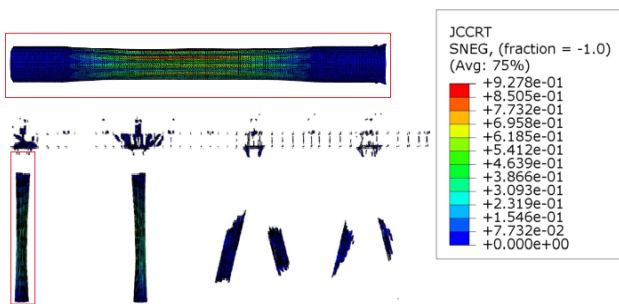 JCCRT
SNEG, (fraction = -1.0)
(Avg: 75%)
+9.278e-01
+8.505e-01
+7.732e-01
+6.958e-01
+6.185e-01
+5.412e-01
+4.639e-01
+3.866e-01
+3.093e-01
+2.319e-01
+1.546e-01
+7.732e-02
+0.000e+00